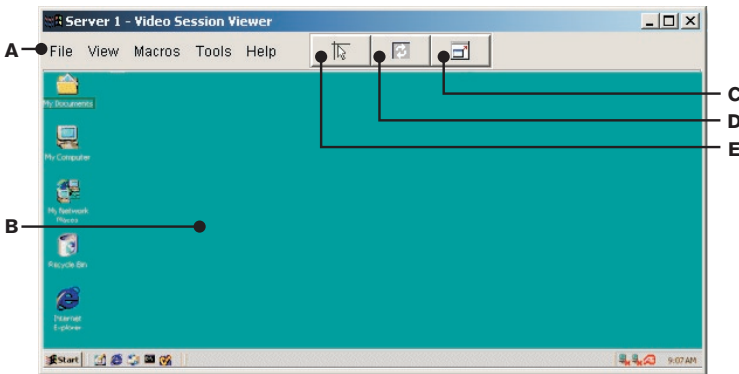 Server 1 - Video Session Viewer
A
File View Macros Tools Help
C
D
E
My Documents
My Computer
My Network
Places
B
Recycle Bin
Internet
Explorer
Start
9:07 AM